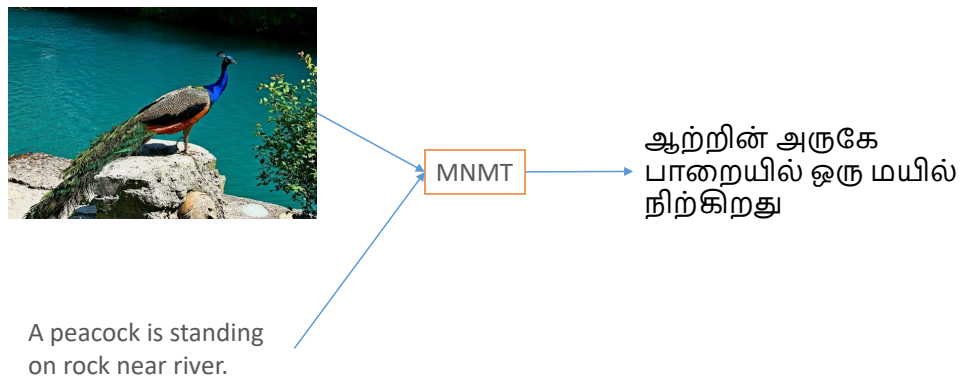 MNMT
ஆற்றின் அருகே
பாறையில் ஒரு மயில்
நிற்கிறது
A peacock is standing
on rock near river.